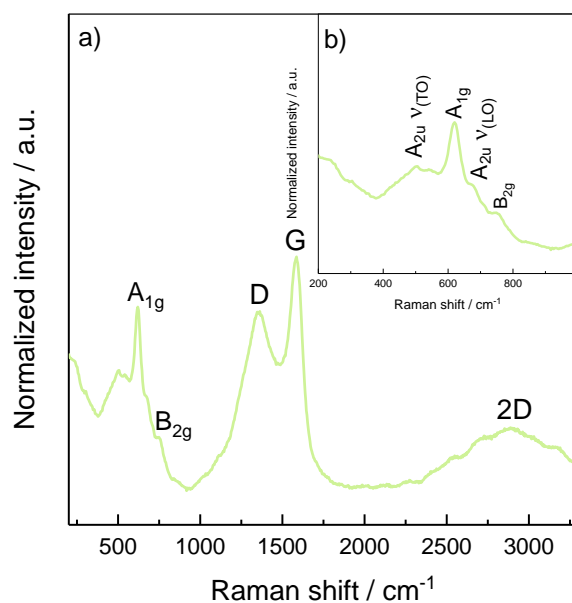 a)
b)
Normalized intensity / a.u.
A2u ν(TO)
A1g
A2u ν(LO)
B2g
200 400 600 800
Raman shift / cm-1
Normalized intensity / a.u.
A1g
B2g
D
G
2D
500 1000 1500 2000 2500 3000
Raman shift / cm-1